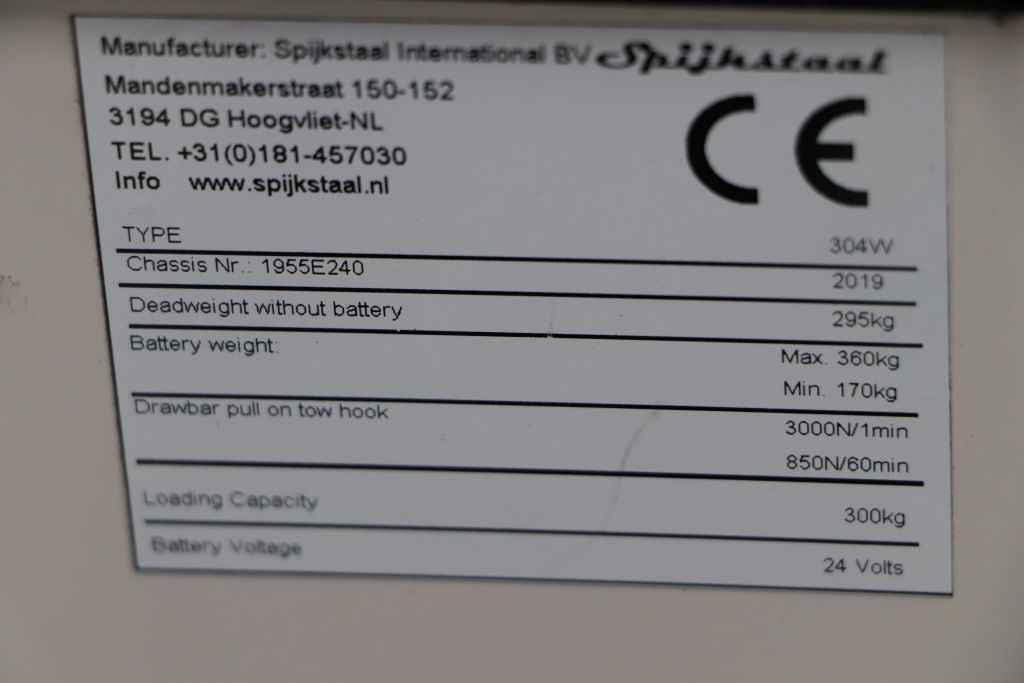 Manufacturer: Spijkstaal International BV Spijkstaal
Mandenmakerstraat 150-152
3194 DG Hoogvliet-NL
TEL. +31(0)181-457030
Info www.spijkstaal.nl
CE
TYPE 304W
Chassis Nr.: 1955E240 2019
Deadweight without battery 295kg
Battery weight: Max. 360kg
Min. 170kg
Drawbar pull on tow hook 3000N/1min
850N/60min
Loading Capacity 300kg
Battery Voltage 24 Volts